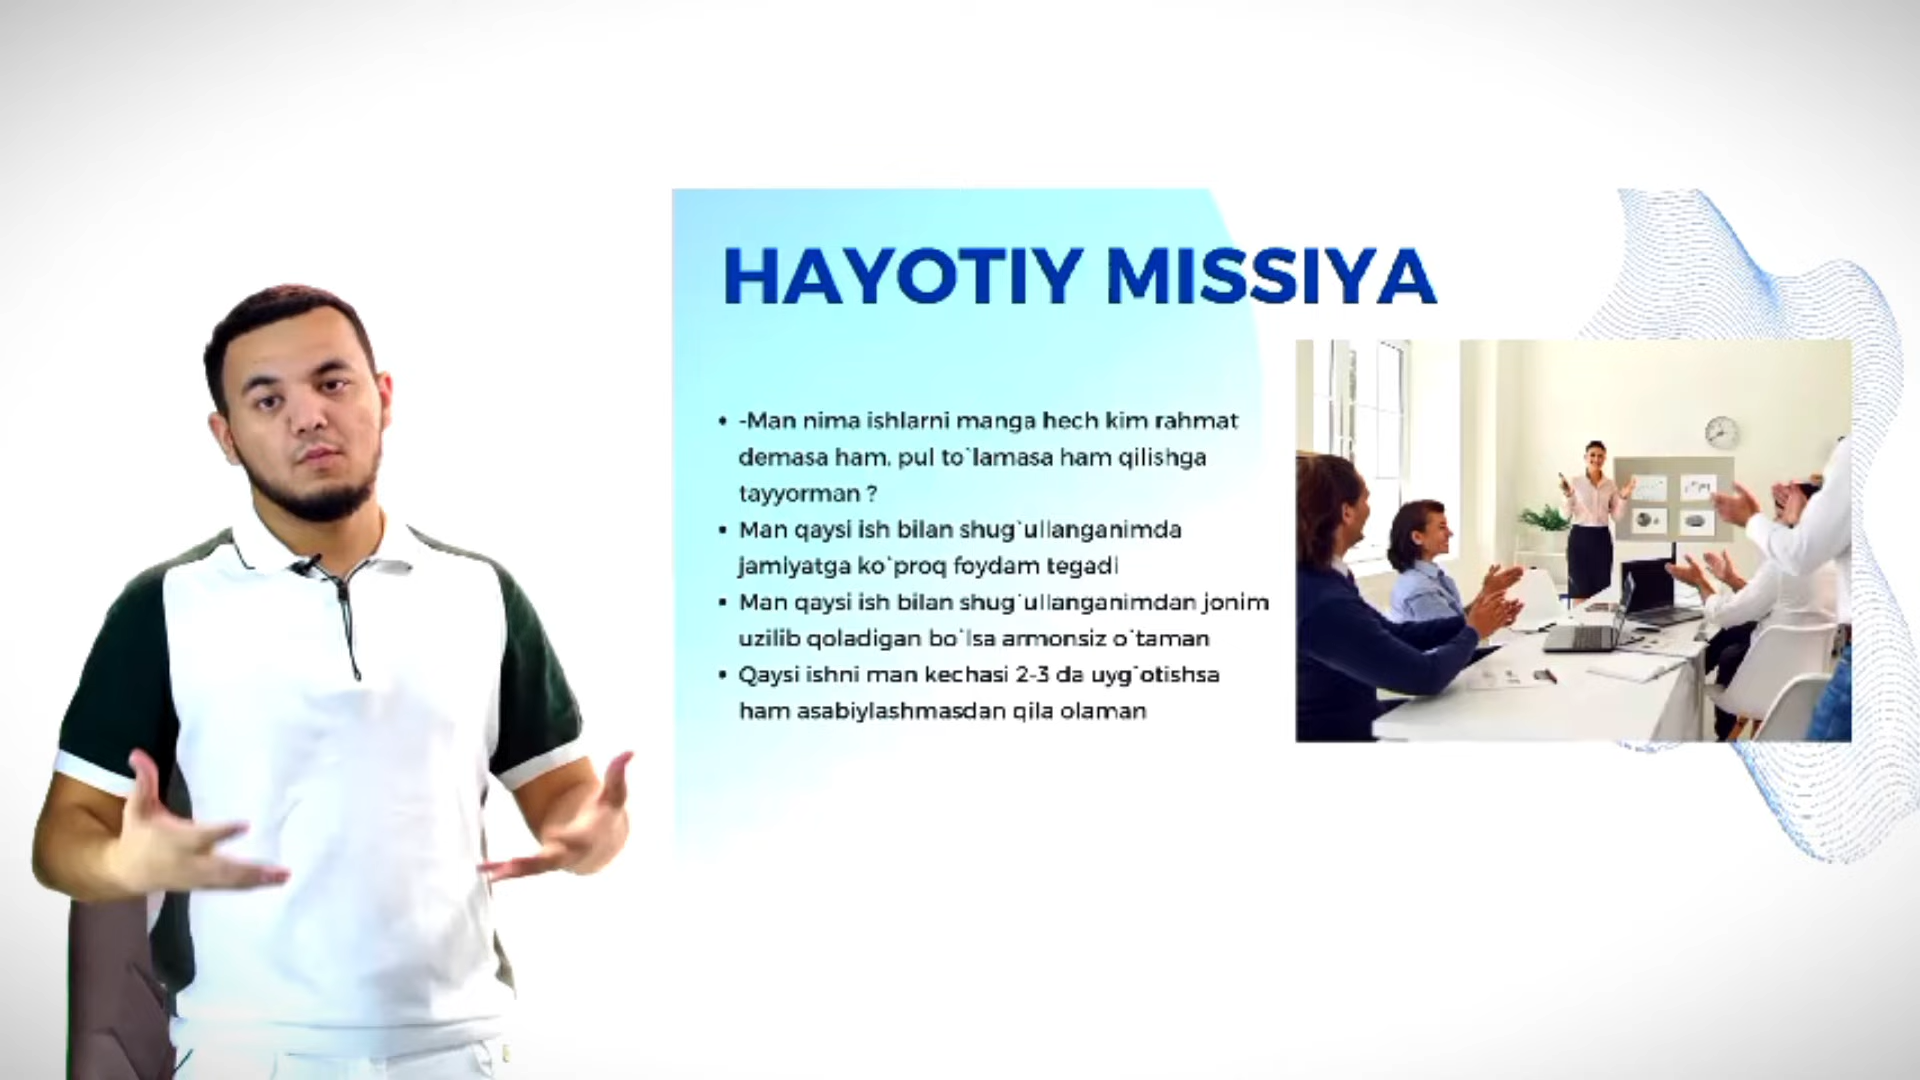 HAYOTIY MISSIYA
• -Man nima ishlarni manga hech kim rahmat
demasa ham, pul to`lamasa ham qilishga
tayyorman ?
• Man qaysi ish bilan shug`ullanganimda
jamiyatga ko`proq foydam tegadi
• Man qaysi ish bilan shug`ullanganimdan jonim
uzilib qoladigan bo`lsa armonsiz o`taman
• Qaysi ishni man kechasi 2-3 da uyg`otishsa
ham asabiylashmasdan qila olaman